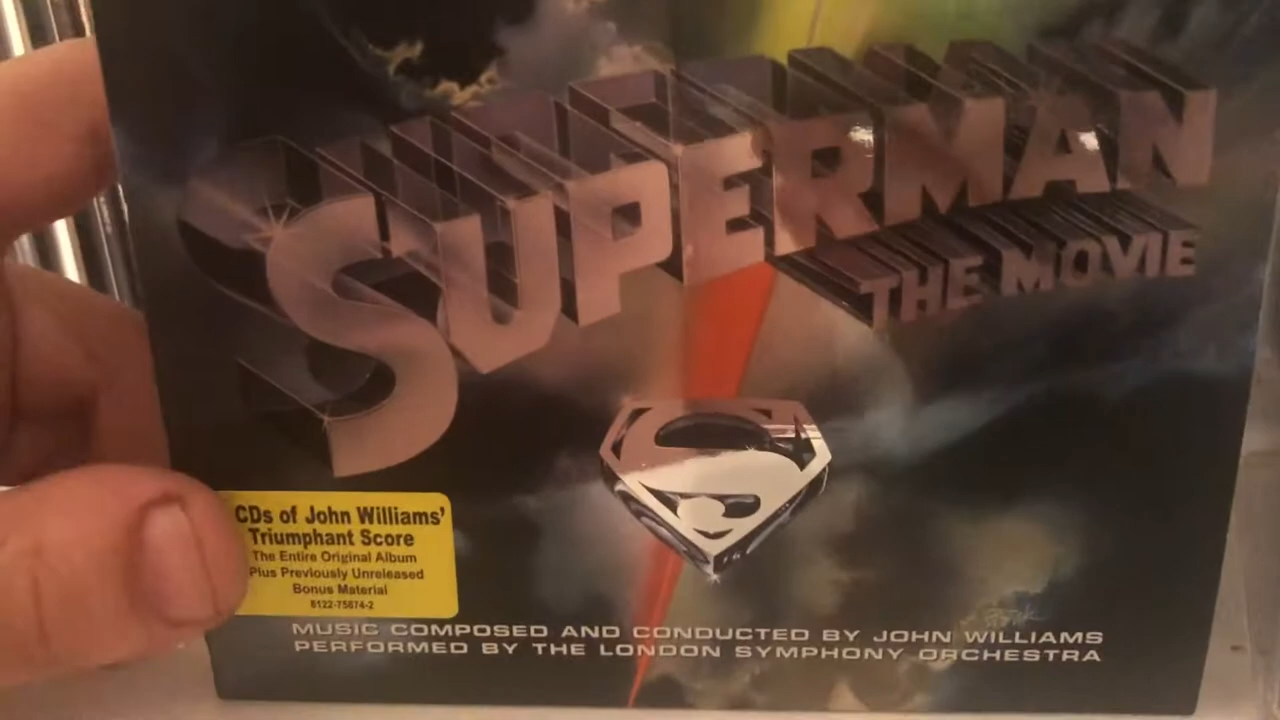 SUPERMAN
THE MOVIE
CDs of John Williams'
Triumphant Score
The Entire Original Album
Plus Previously Unreleased
Bonus Material
8122-75874-2
MUSIC COMPOSED AND CONDUCTED BY JOHN WILLIAMS
PERFORMED BY THE LONDON SYMPHONY ORCHESTRA